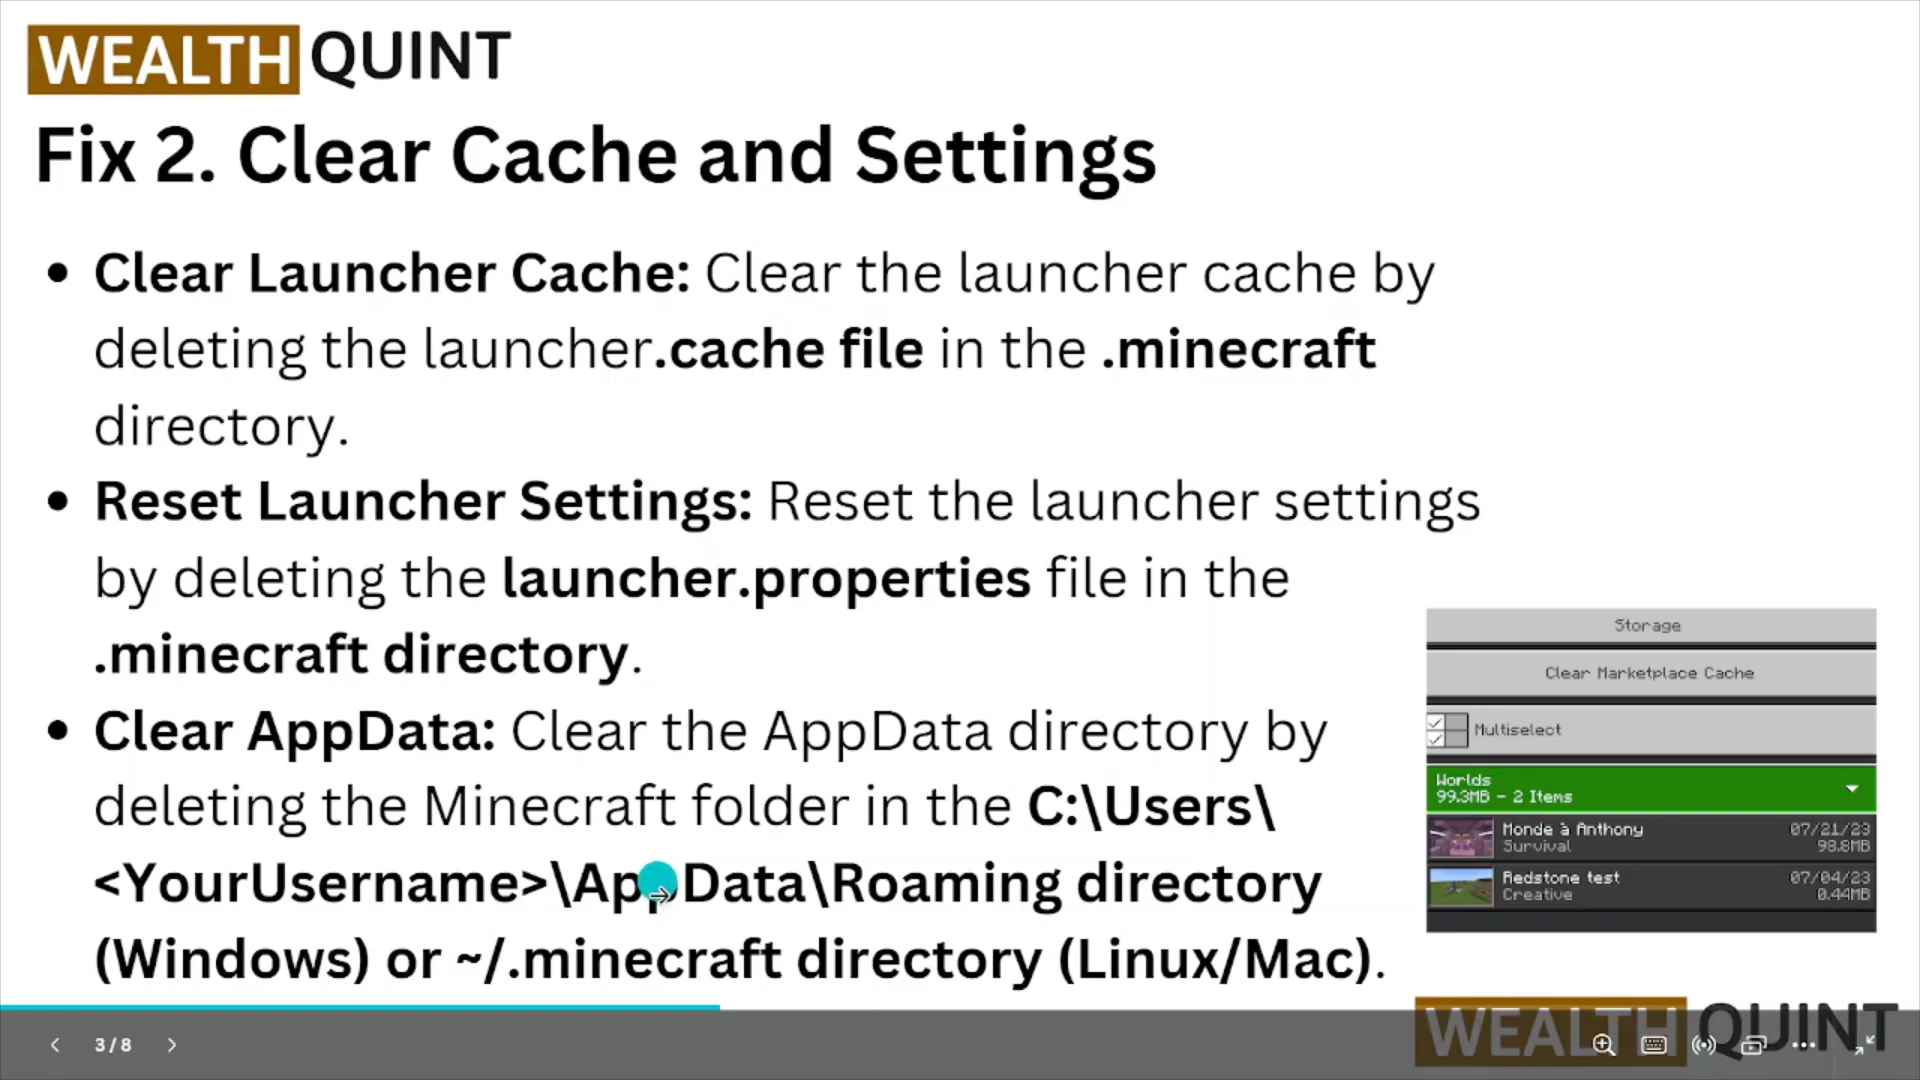 WEALTH QUINT
Fix 2. Clear Cache and Settings
• Clear Launcher Cache: Clear the launcher cache by
deleting the launcher.cache file in the .minecraft
directory.
• Reset Launcher Settings: Reset the launcher settings
by deleting the launcher.properties file in the
.minecraft directory.
• Clear AppData: Clear the AppData directory by
deleting the Minecraft folder in the C:\Users\
<YourUsername>\AppData\Roaming directory
(Windows) or ~/.minecraft directory (Linux/Mac).
Storage
Clear Marketplace Cache
Multiselect
Worlds
99.3MB - 2 Items
Monde à Anthony 07/21/23
Survival 98.8MB
Redstone test 07/04/23
Creative 0.44MB
WEALTH QUINT
3 / 8